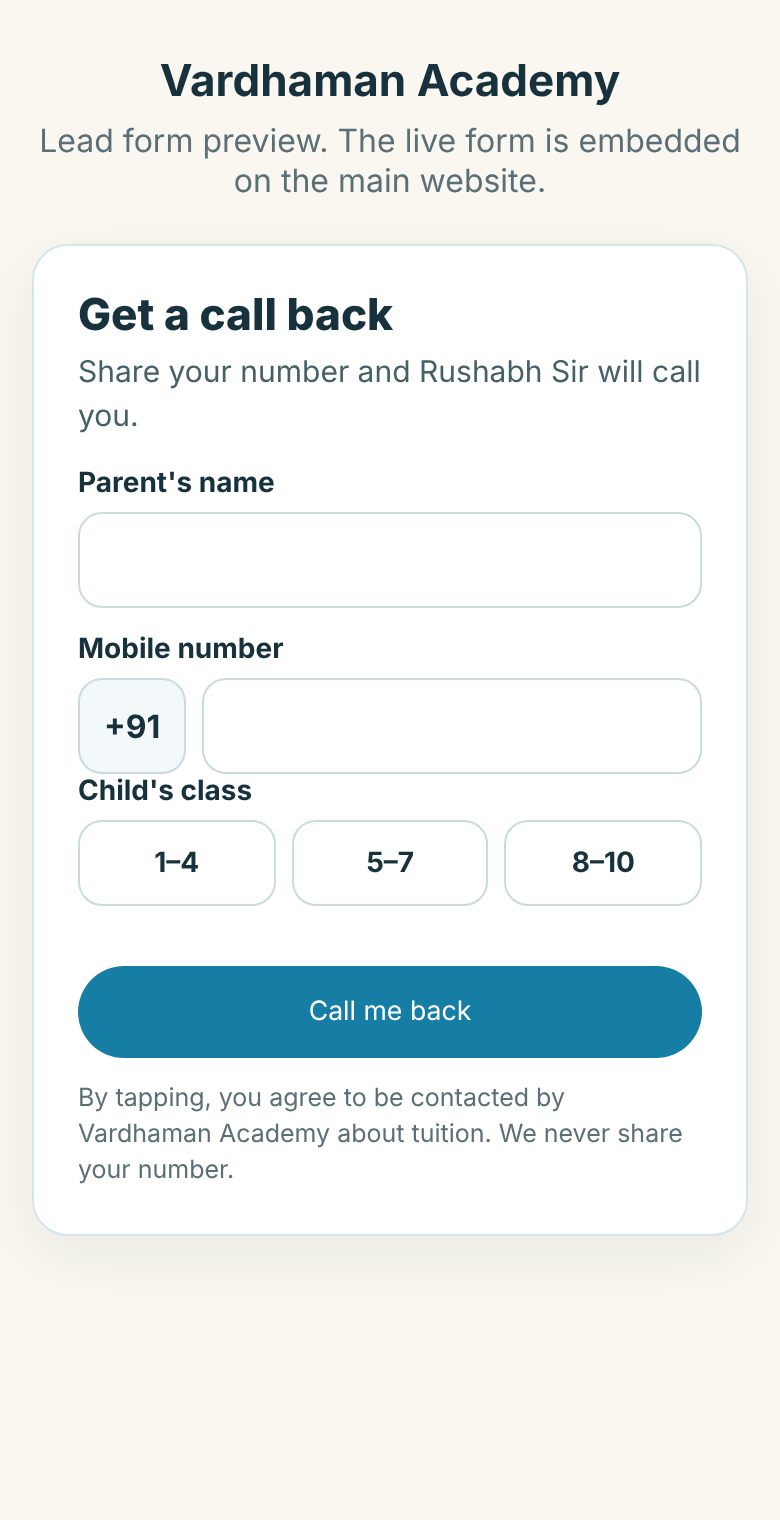 Vardhaman Academy
Lead form preview. The live form is embedded
on the main website.
Get a call back
Share your number and Rushabh Sir will call
you.
Parent's name
Mobile number
+91
Child's class
1–4 5–7 8–10
Call me back
By tapping, you agree to be contacted by
Vardhaman Academy about tuition. We never share
your number.